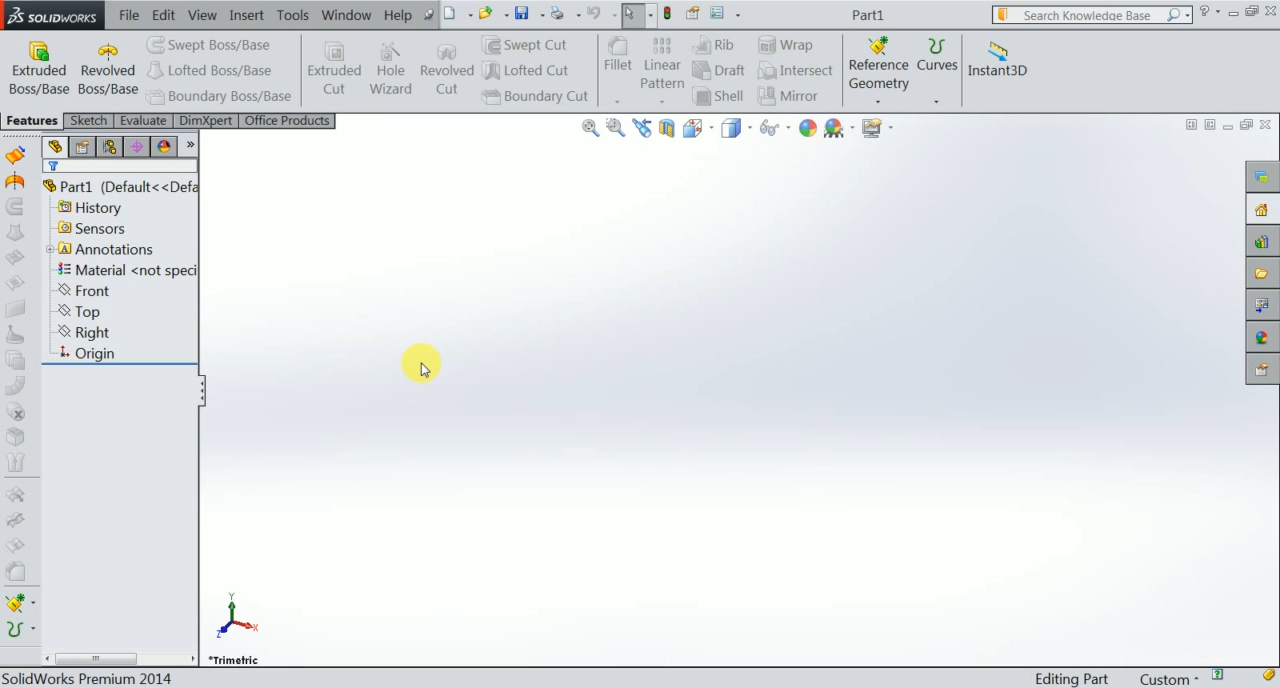 SOLIDWORKS File Edit View Insert Tools Window Help Part1 Search Knowledge Base ?
Extruded Boss/Base
Revolved Boss/Base
Swept Boss/Base
Lofted Boss/Base
Boundary Boss/Base
Extruded Cut
Hole Wizard
Revolved Cut
Swept Cut
Lofted Cut
Boundary Cut
Fillet
Linear Pattern
Rib
Draft
Shell
Wrap
Intersect
Mirror
Reference Geometry
Curves
Instant3D
Features Sketch Evaluate DimXpert Office Products
»
Part1 (Default<<Defa
History
Sensors
Annotations
Material <not speci
Front
Top
Right
Origin
Y
X
Z
*Trimetric
SolidWorks Premium 2014 Editing Part Custom ?